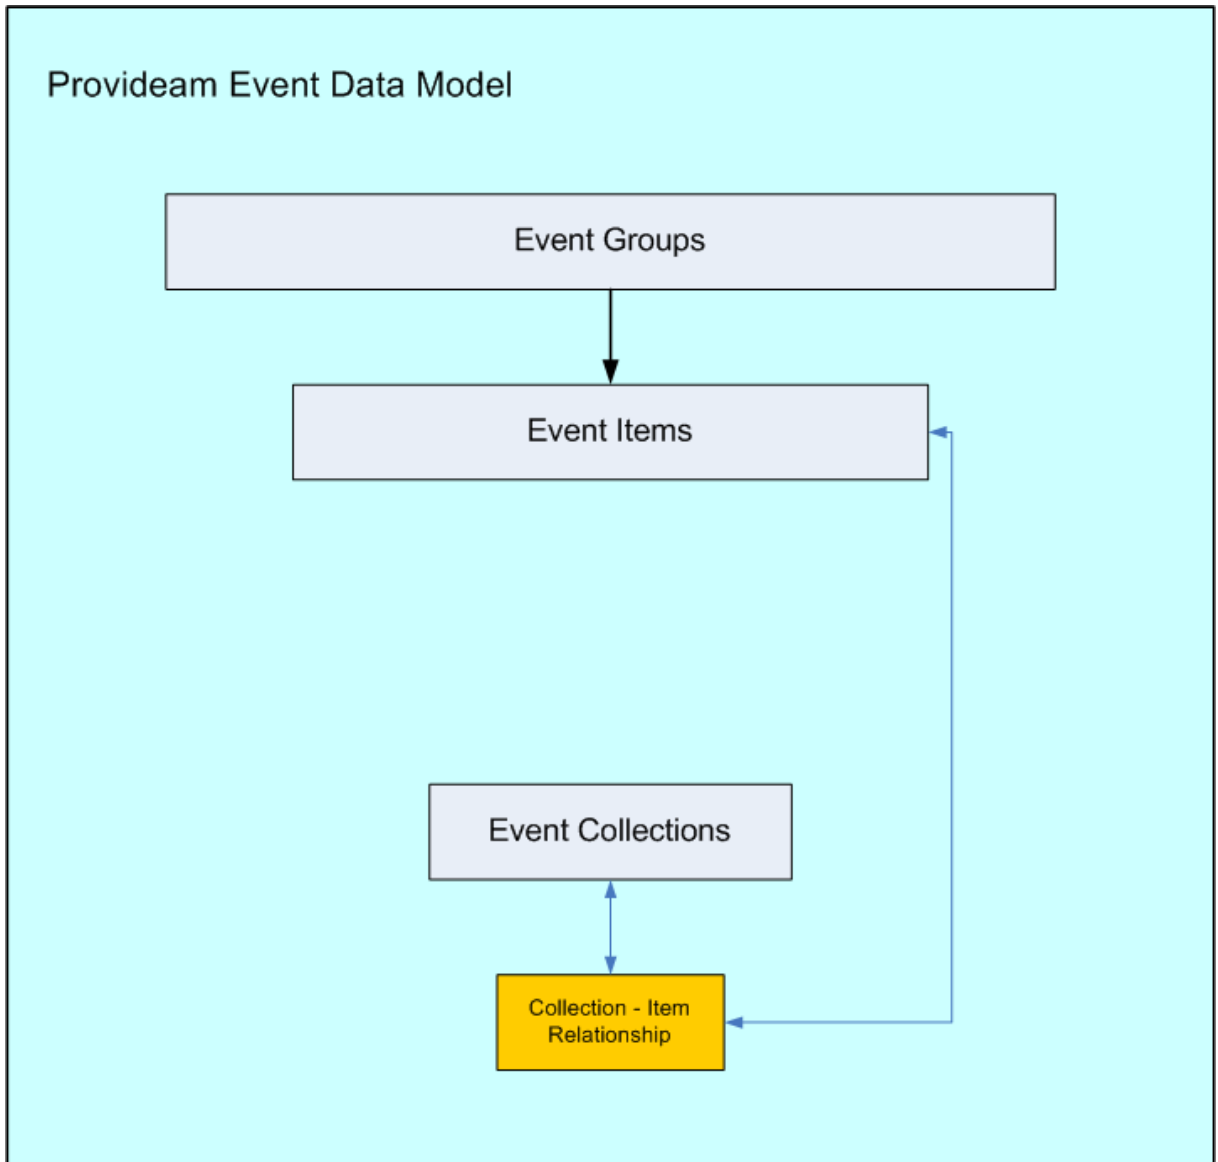 Provideam Event Data Model
Event Groups
Event Items
Event Collections
Collection - Item
Relationship